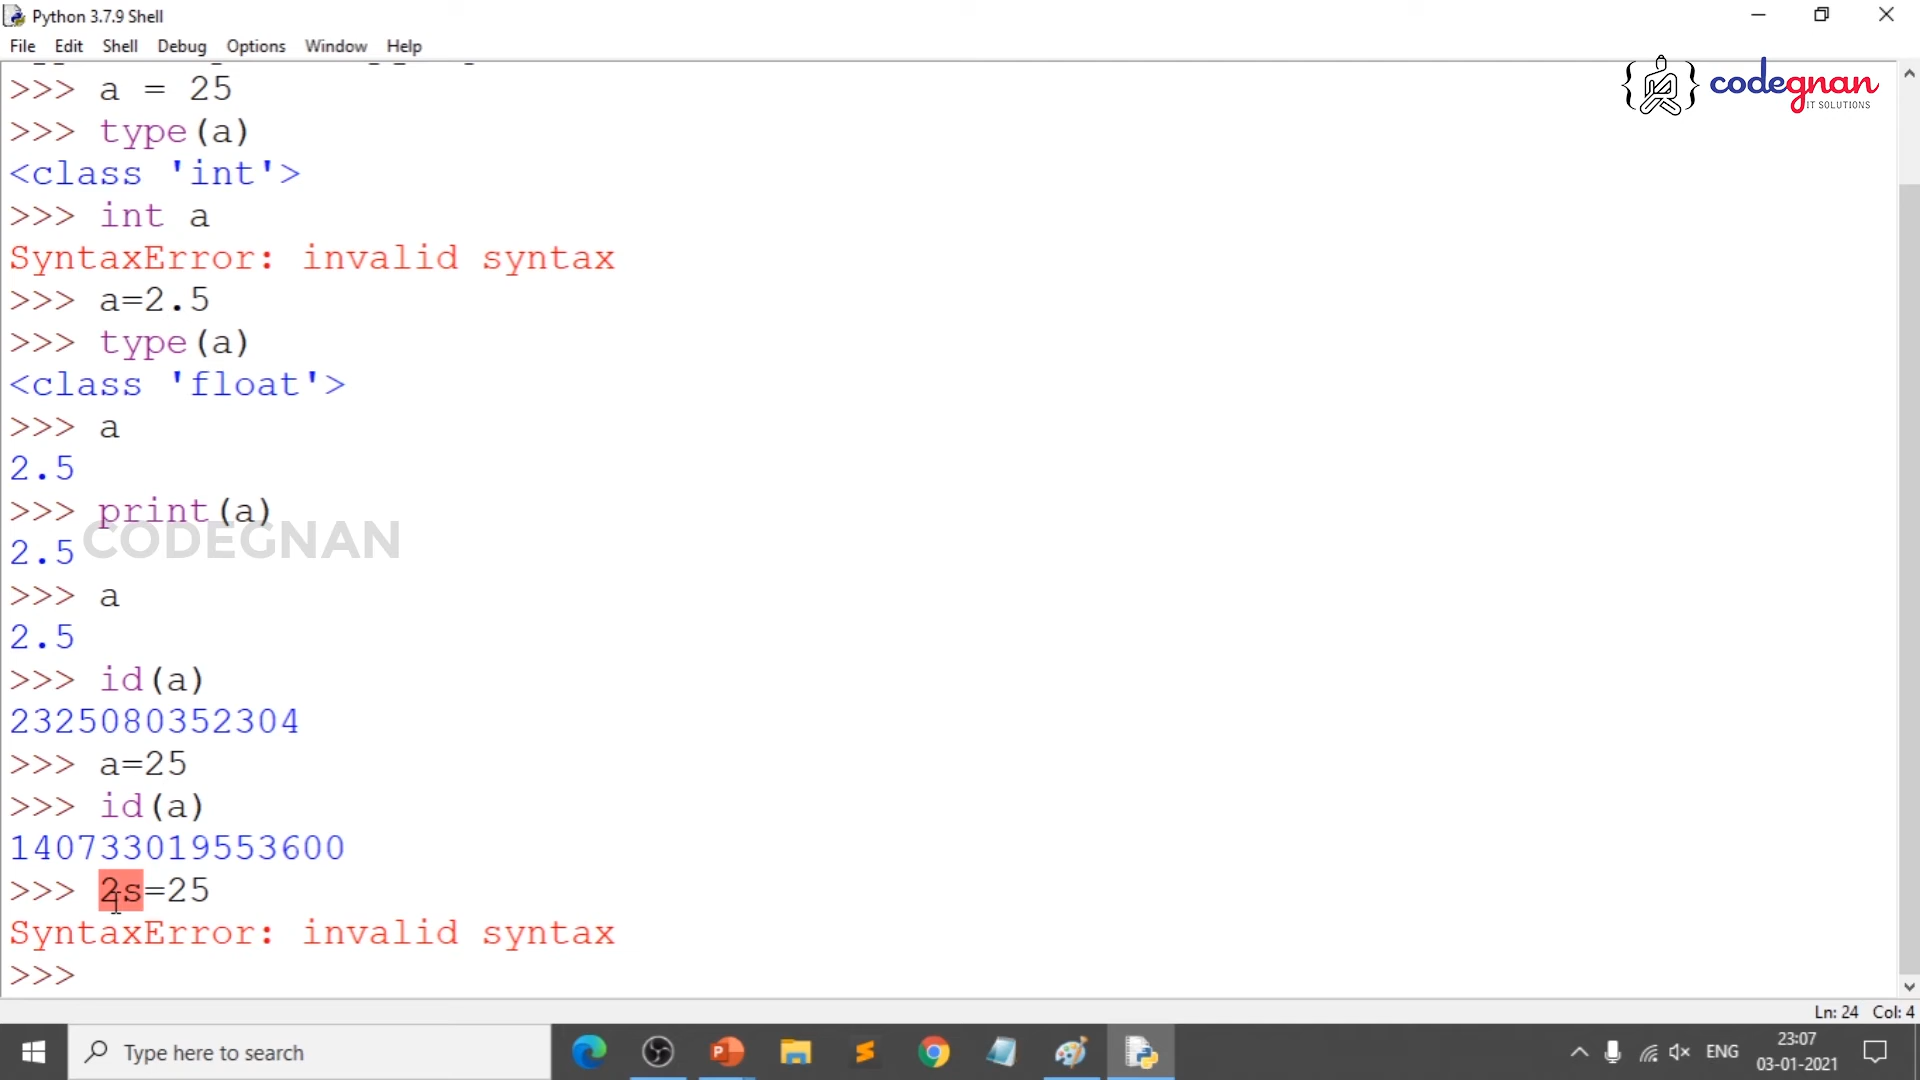 Python 3.7.9 Shell
File Edit Shell Debug Options Window Help
>>> a = 25
>>> type(a)
<class 'int'>
>>> int a
SyntaxError: invalid syntax
>>> a=2.5
>>> type(a)
<class 'float'>
>>> a
2.5
>>> print(a)
2.5
>>> a
2.5
>>> id(a)
2325080352304
>>> a=25
>>> id(a)
140733019553600
>>> 2s=25
SyntaxError: invalid syntax
>>>
codegnan
IT SOLUTIONS
CODEGNAN
Ln: 24 Col: 4
Type here to search
ENG
23:07
03-01-2021